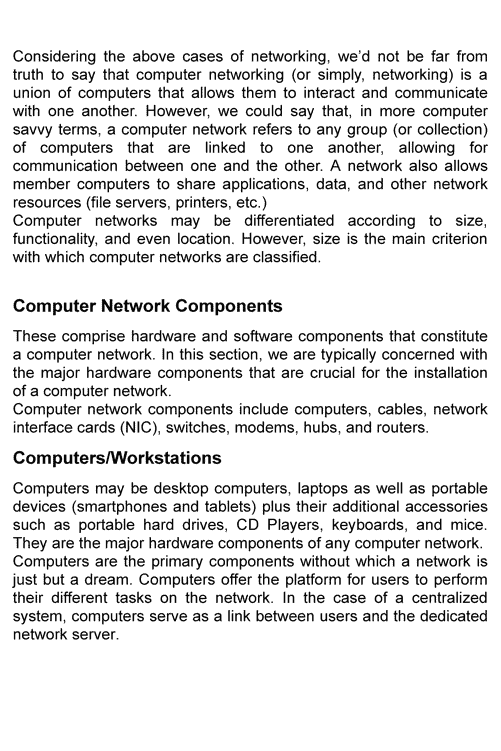 Considering the above cases of networking, we’d not be far from
truth to say that computer networking (or simply, networking) is a
union of computers that allows them to interact and communicate
with one another. However, we could say that, in more computer
savvy terms, a computer network refers to any group (or collection)
of computers that are linked to one another, allowing for
communication between one and the other. A network also allows
member computers to share applications, data, and other network
resources (file servers, printers, etc.)
Computer networks may be differentiated according to size,
functionality, and even location. However, size is the main criterion
with which computer networks are classified.
Computer Network Components
These comprise hardware and software components that constitute
a computer network. In this section, we are typically concerned with
the major hardware components that are crucial for the installation
of a computer network.
Computer network components include computers, cables, network
interface cards (NIC), switches, modems, hubs, and routers.
Computers/Workstations
Computers may be desktop computers, laptops as well as portable
devices (smartphones and tablets) plus their additional accessories
such as portable hard drives, CD Players, keyboards, and mice.
They are the major hardware components of any computer network.
Computers are the primary components without which a network is
just but a dream. Computers offer the platform for users to perform
their different tasks on the network. In the case of a centralized
system, computers serve as a link between users and the dedicated
network server.